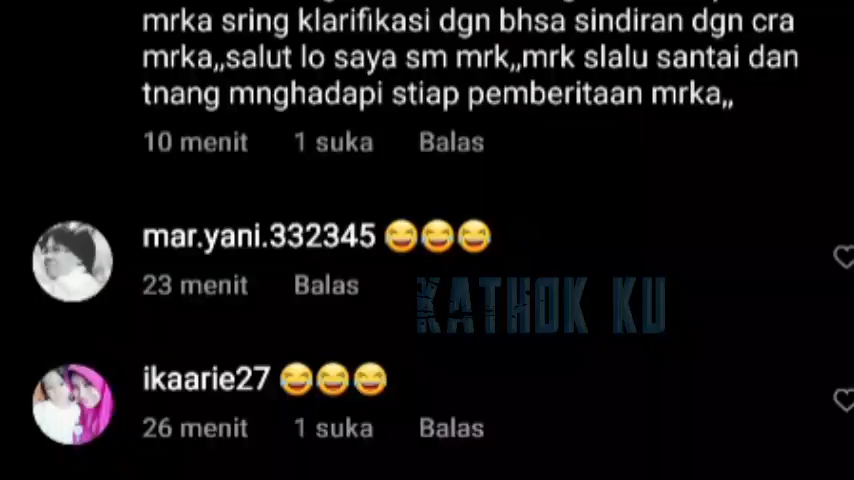 mrka sring klarifikasi dgn bhsa sindiran dgn cra
mrka,,salut lo saya sm mrk,,mrk slalu santai dan
tnang mnghadapi stiap pemberitaan mrka,,
10 menit 1 suka Balas
mar.yani.332345 😂😂😂
23 menit Balas
KATHOK KU
ikaarie27 😂😂😂
26 menit 1 suka Balas